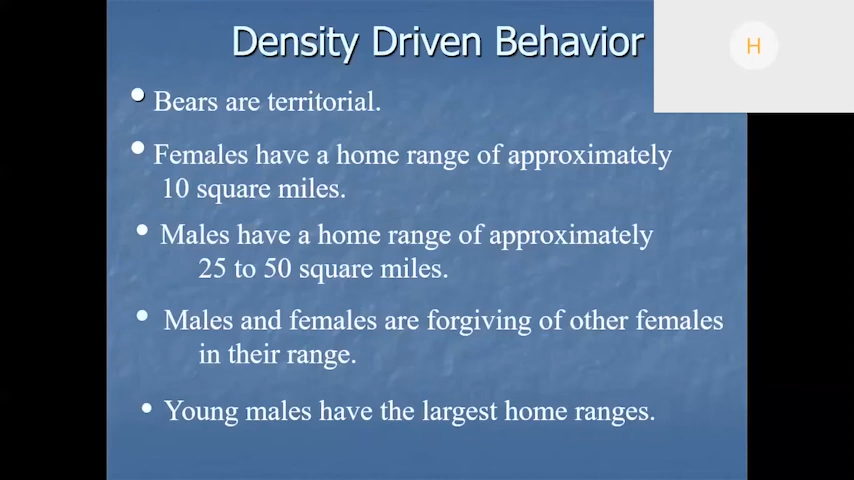 Density Driven Behavior
H
• Bears are territorial.
• Females have a home range of approximately
10 square miles.
• Males have a home range of approximately
25 to 50 square miles.
• Males and females are forgiving of other females
in their range.
• Young males have the largest home ranges.